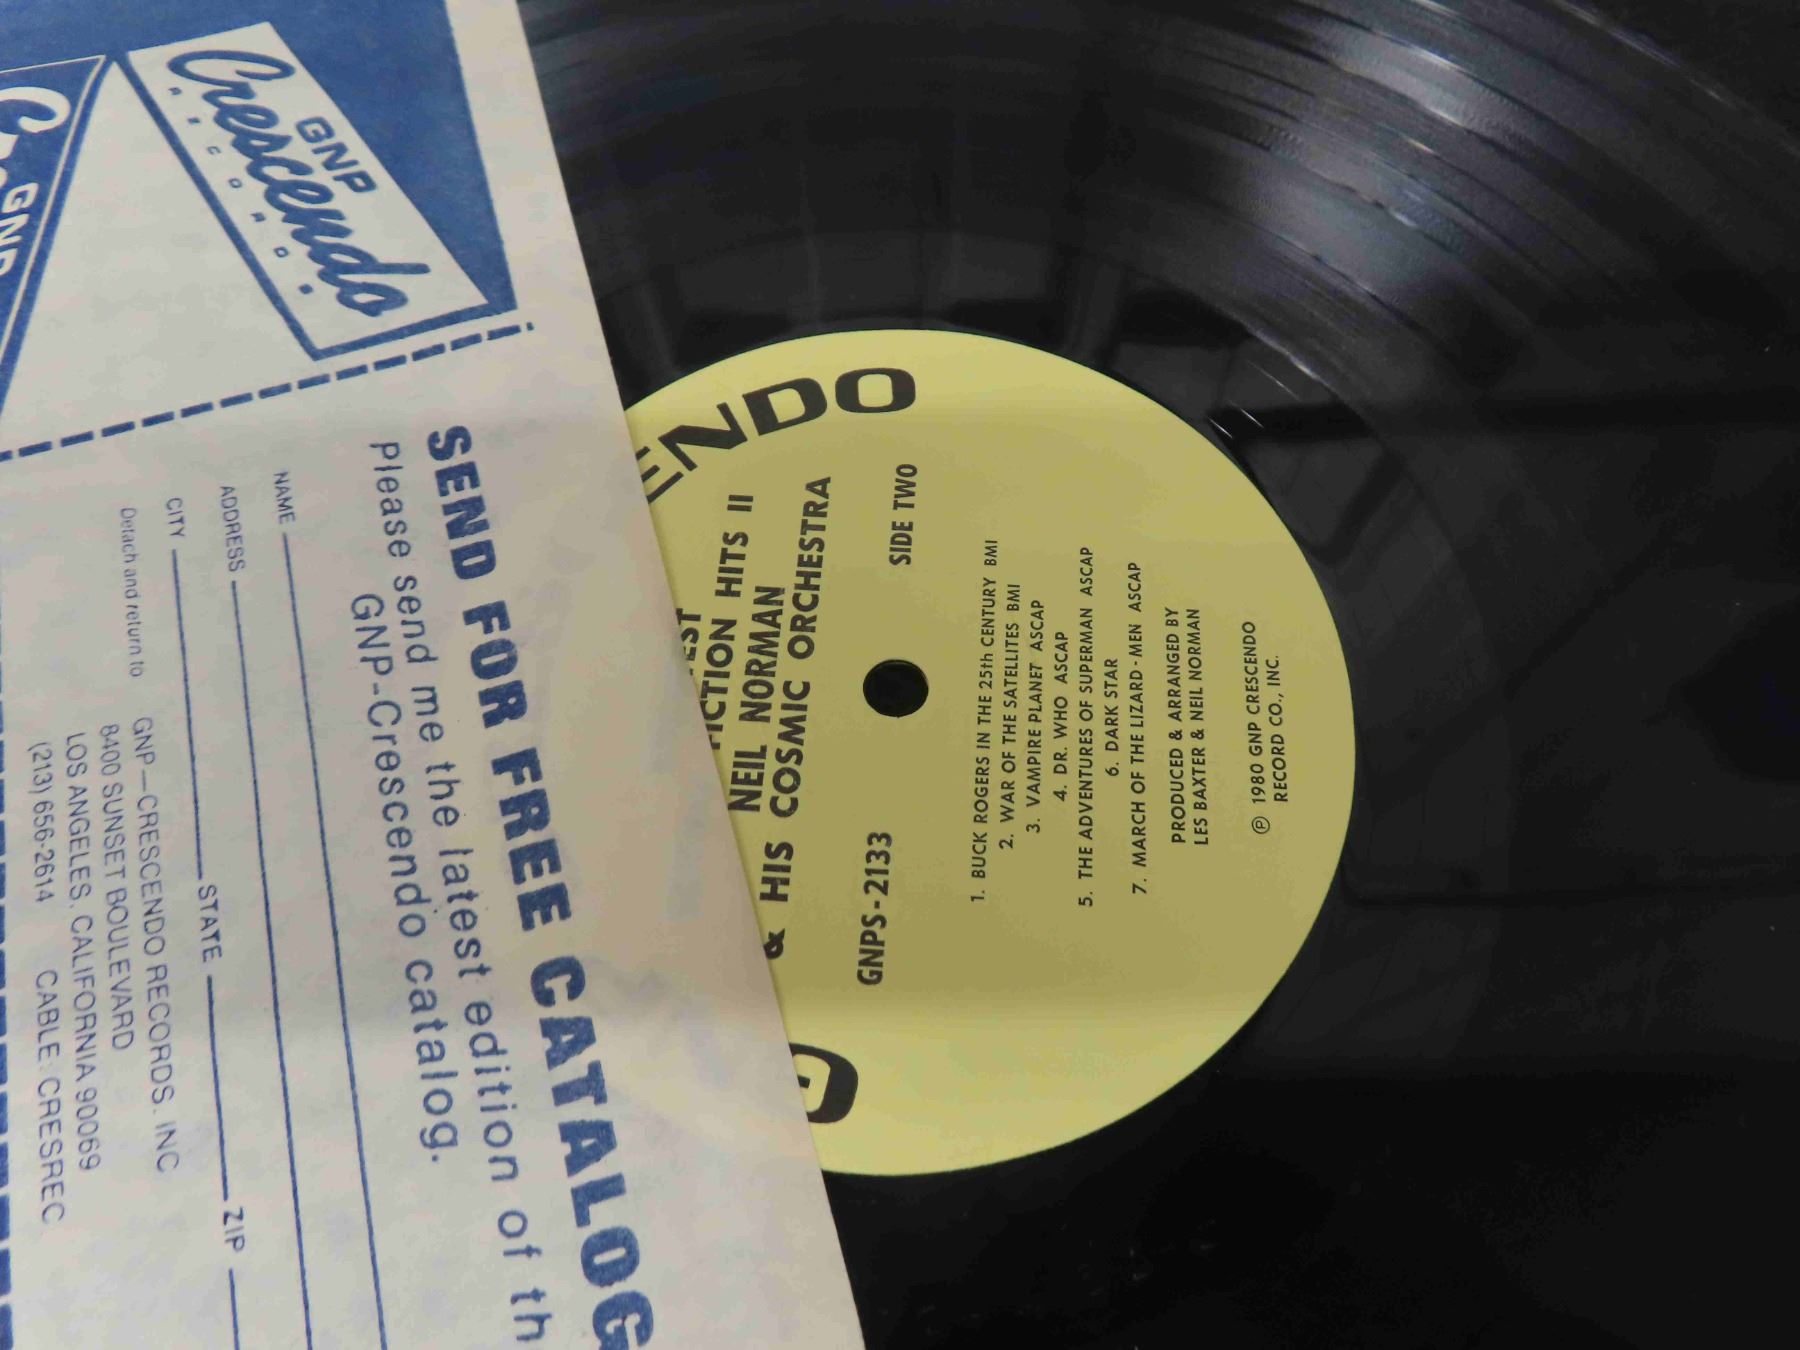 GNP
Crescendo
RECORDS
GNP
SEND FOR FREE CATALOG
Please send me the latest edition of th
GNP-Crescendo catalog.
NAME
ADDRESS
CITY STATE ZIP
Detach and return to
GNP—CRESCENDO RECORDS. INC
8400 SUNSET BOULEVARD
LOS ANGELES, CALIFORNIA 90069
(213) 656-2614 CABLE: CRESREC
ENDO
HITS II
NEIL NORMAN
& HIS COSMIC ORCHESTRA
GNPS-2133
SIDE TWO
1. BUCK ROGERS IN THE 25th CENTURY BMI
2. WAR OF THE SATELLITES BMI
3. VAMPIRE PLANET ASCAP
4. DR. WHO ASCAP
5. THE ADVENTURES OF SUPERMAN ASCAP
6. DARK STAR
7. MARCH OF THE LIZARD-MEN ASCAP
PRODUCED & ARRANGED BY
LES BAXTER & NEIL NORMAN
Ⓟ 1980 GNP CRESCENDO
RECORD CO., INC.